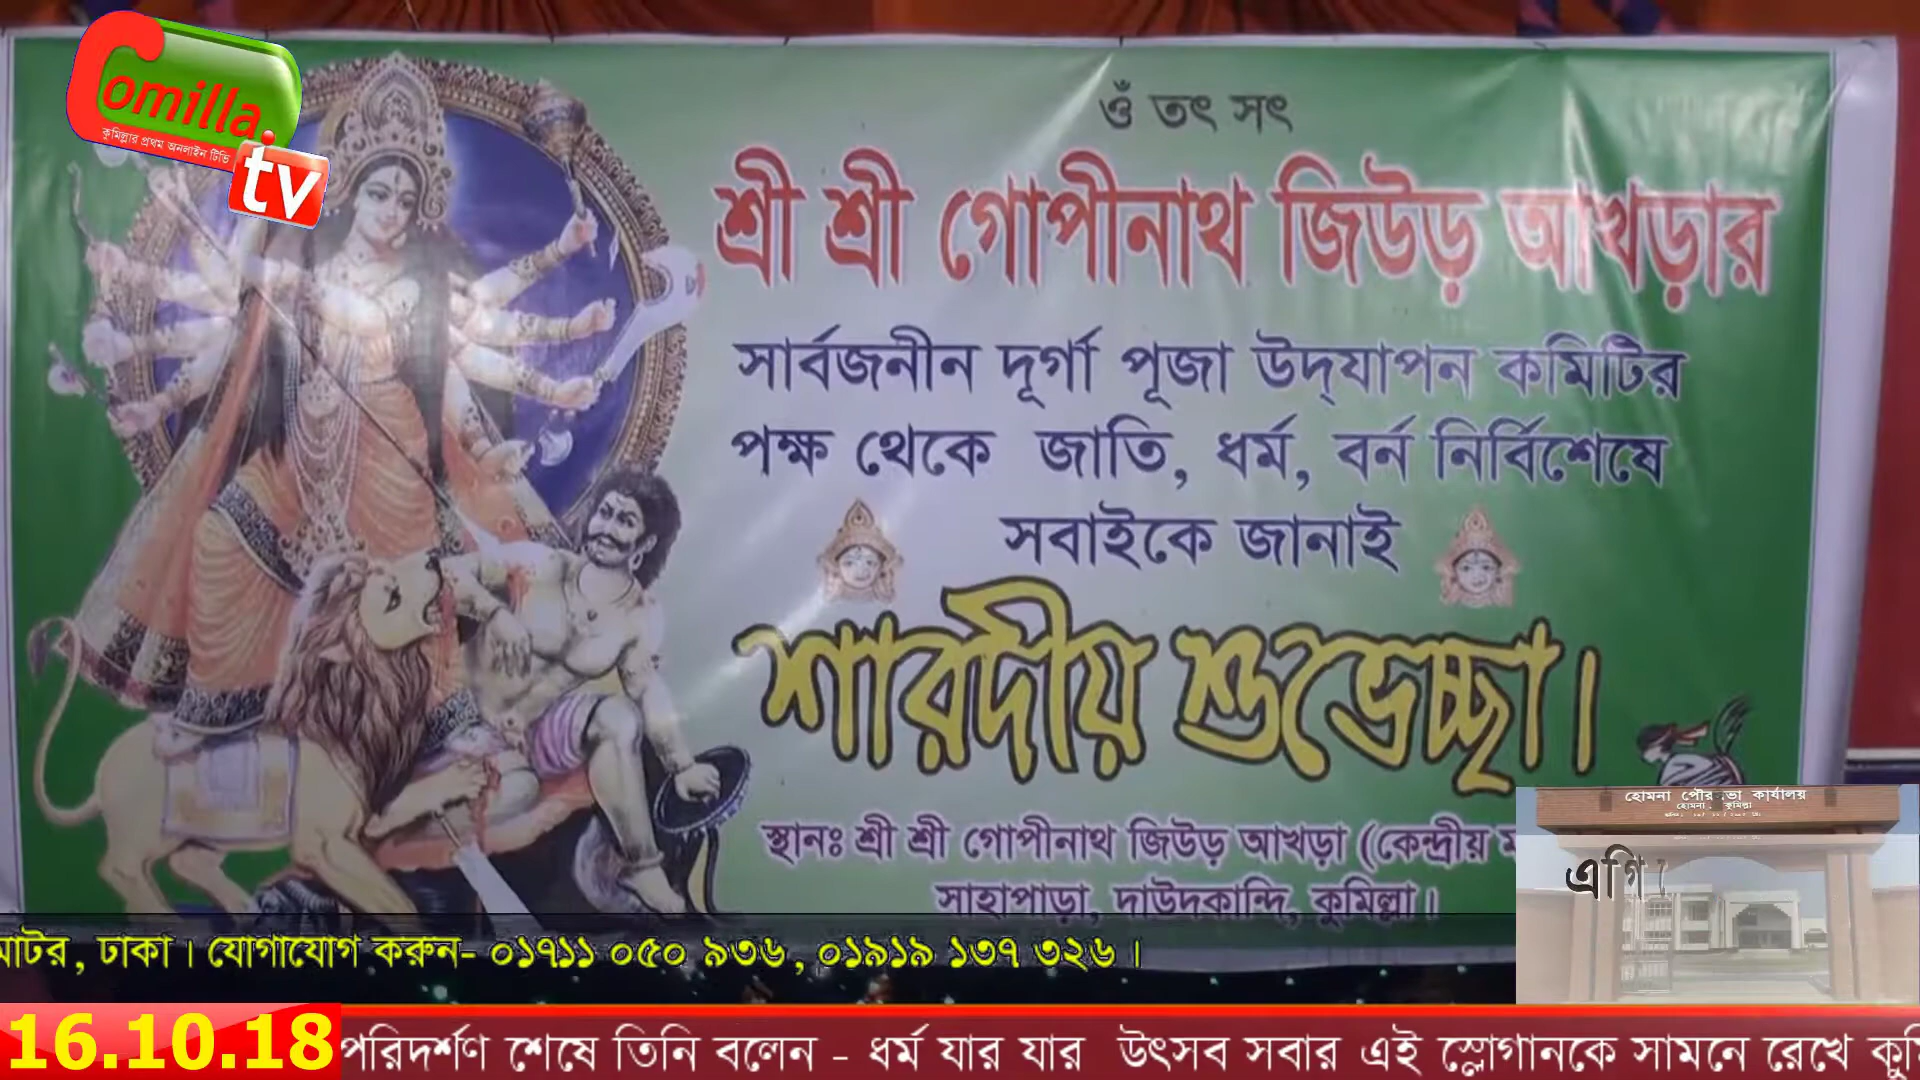 Comilla
কুমিল্লার প্রথম অনলাইন টিভি
tv
ওঁ তৎ সৎ
শ্রী শ্রী গোপীনাথ জিউড় আখড়ার
সার্বজনীন দূর্গা পূজা উদ্‌যাপন কমিটির
পক্ষ থেকে জাতি, ধর্ম, বর্ন নির্বিশেষে
সবাইকে জানাই
শারদীয় শুভেচ্ছা।
স্থানঃ শ্রী শ্রী গোপীনাথ জিউড় আখড়া (কেন্দ্রীয়
সাহাপাড়া, দাউদকান্দি, কুমিল্লা।
হোমনা পৌরসভা কার্যালয়
হোমনা, কুমিল্লা
এগি
ঢাকা। যোগাযোগ করুন- ০১৭১১ ০৫০ ৯৩৬, ০১৯১৯ ১৩৭ ৩২৬।
16.10.18
পরিদর্শণ শেষে তিনি বলেন - ধর্ম যার যার উৎসব সবার এই স্লোগানকে সামনে রেখে